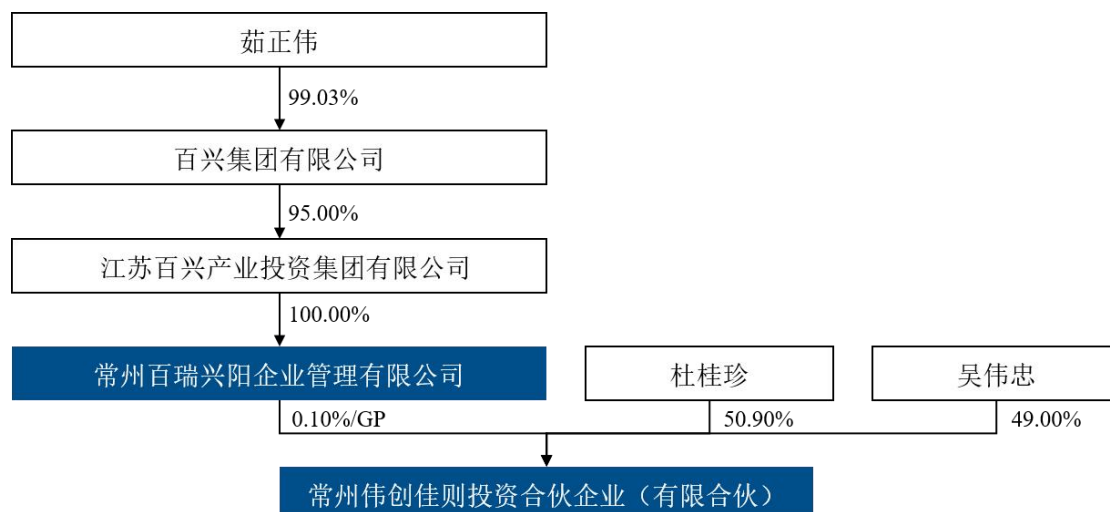 茹正伟
99.03%
百兴集团有限公司
95.00%
江苏百兴产业投资集团有限公司
100.00%
常州百瑞兴阳企业管理有限公司
杜桂珍
吴伟忠
0.10%/GP
50.90%
49.00%
常州伟创佳则投资合伙企业（有限合伙）